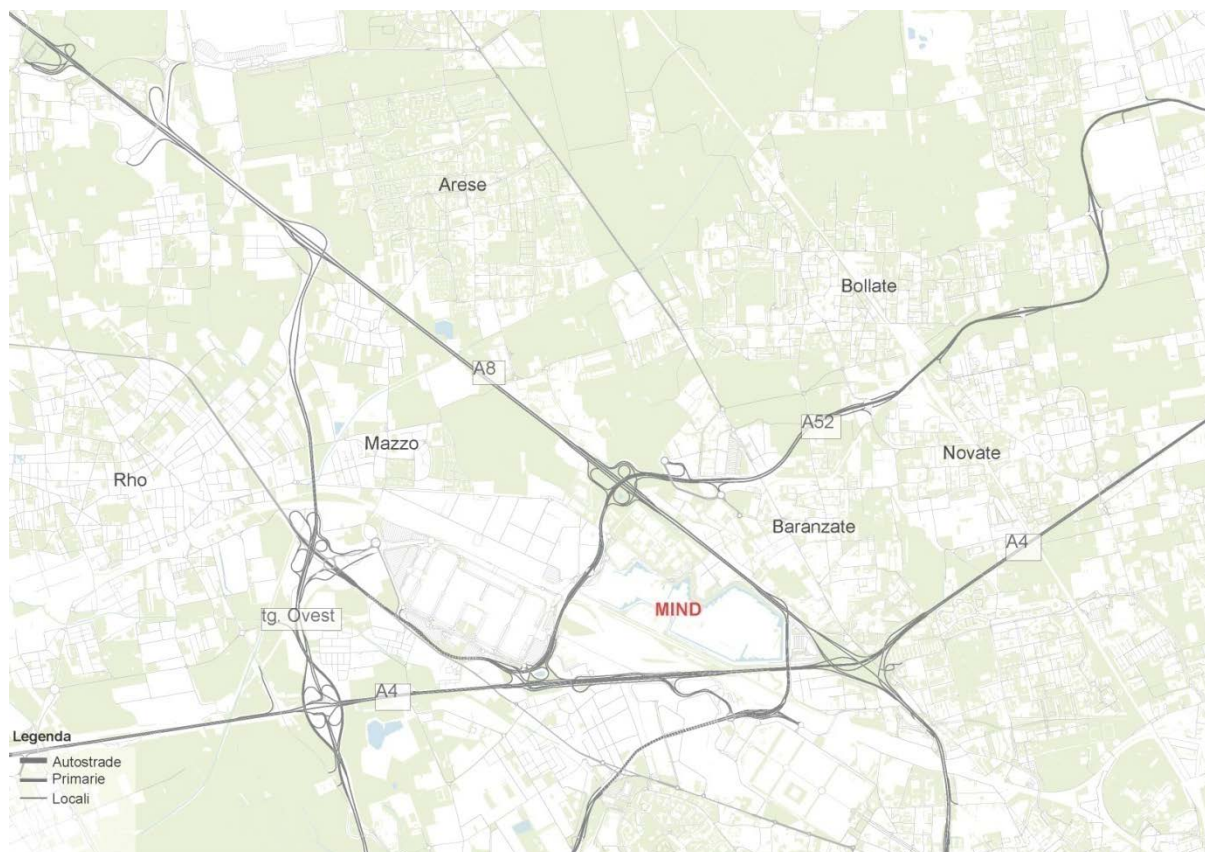 Arese
Bollate
A8
A52
Mazzo
Novate
Rho
Baranzate
A4
MIND
tg. Ovest
A4
Legenda
Autostrade
Primarie
Locali